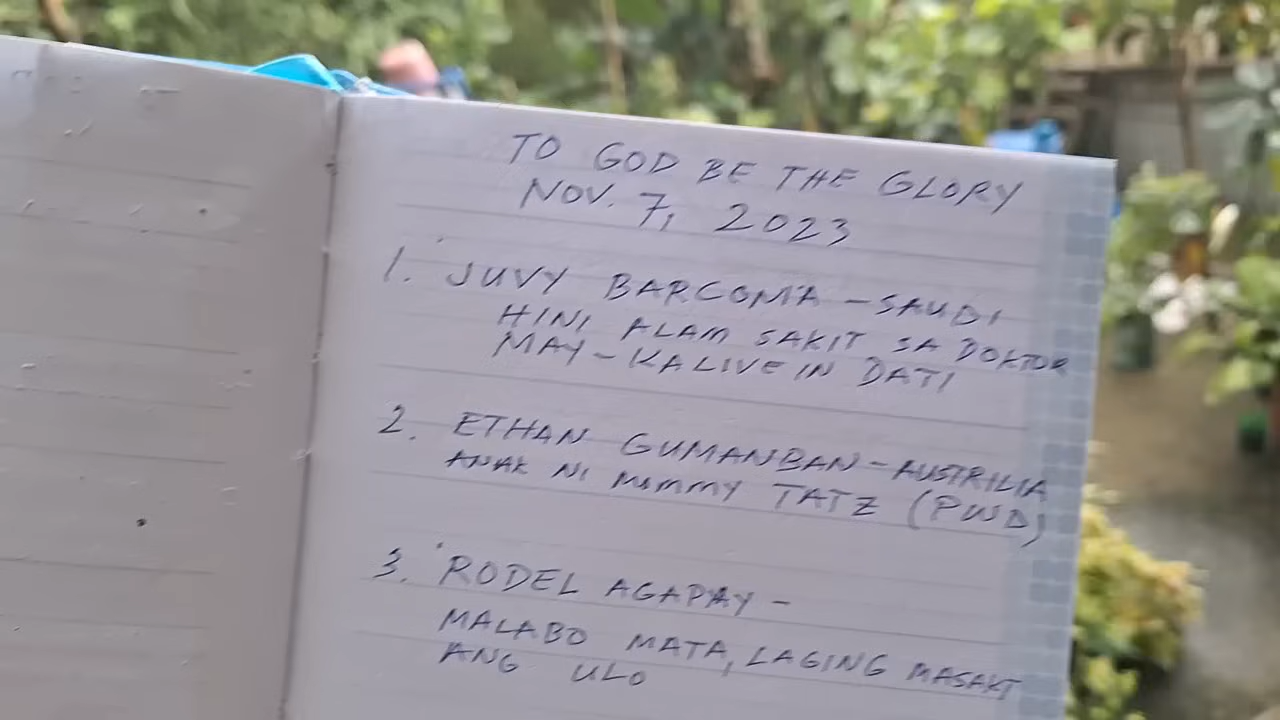 TO GOD BE THE GLORY
NOV. 7, 2023
1. JUVY BARCOMA - SAUDI
HINI ALAM SAKIT SA DOKTOR
MAY - KALIVE IN DATI
2. ETHAN GUMANBAN - AUSTRILIA
ANAK NI MOMMY TATZ (PWD)
3. RODEL AGAPAY -
MALABO MATA, LAGING MASAKT
ANG ULO